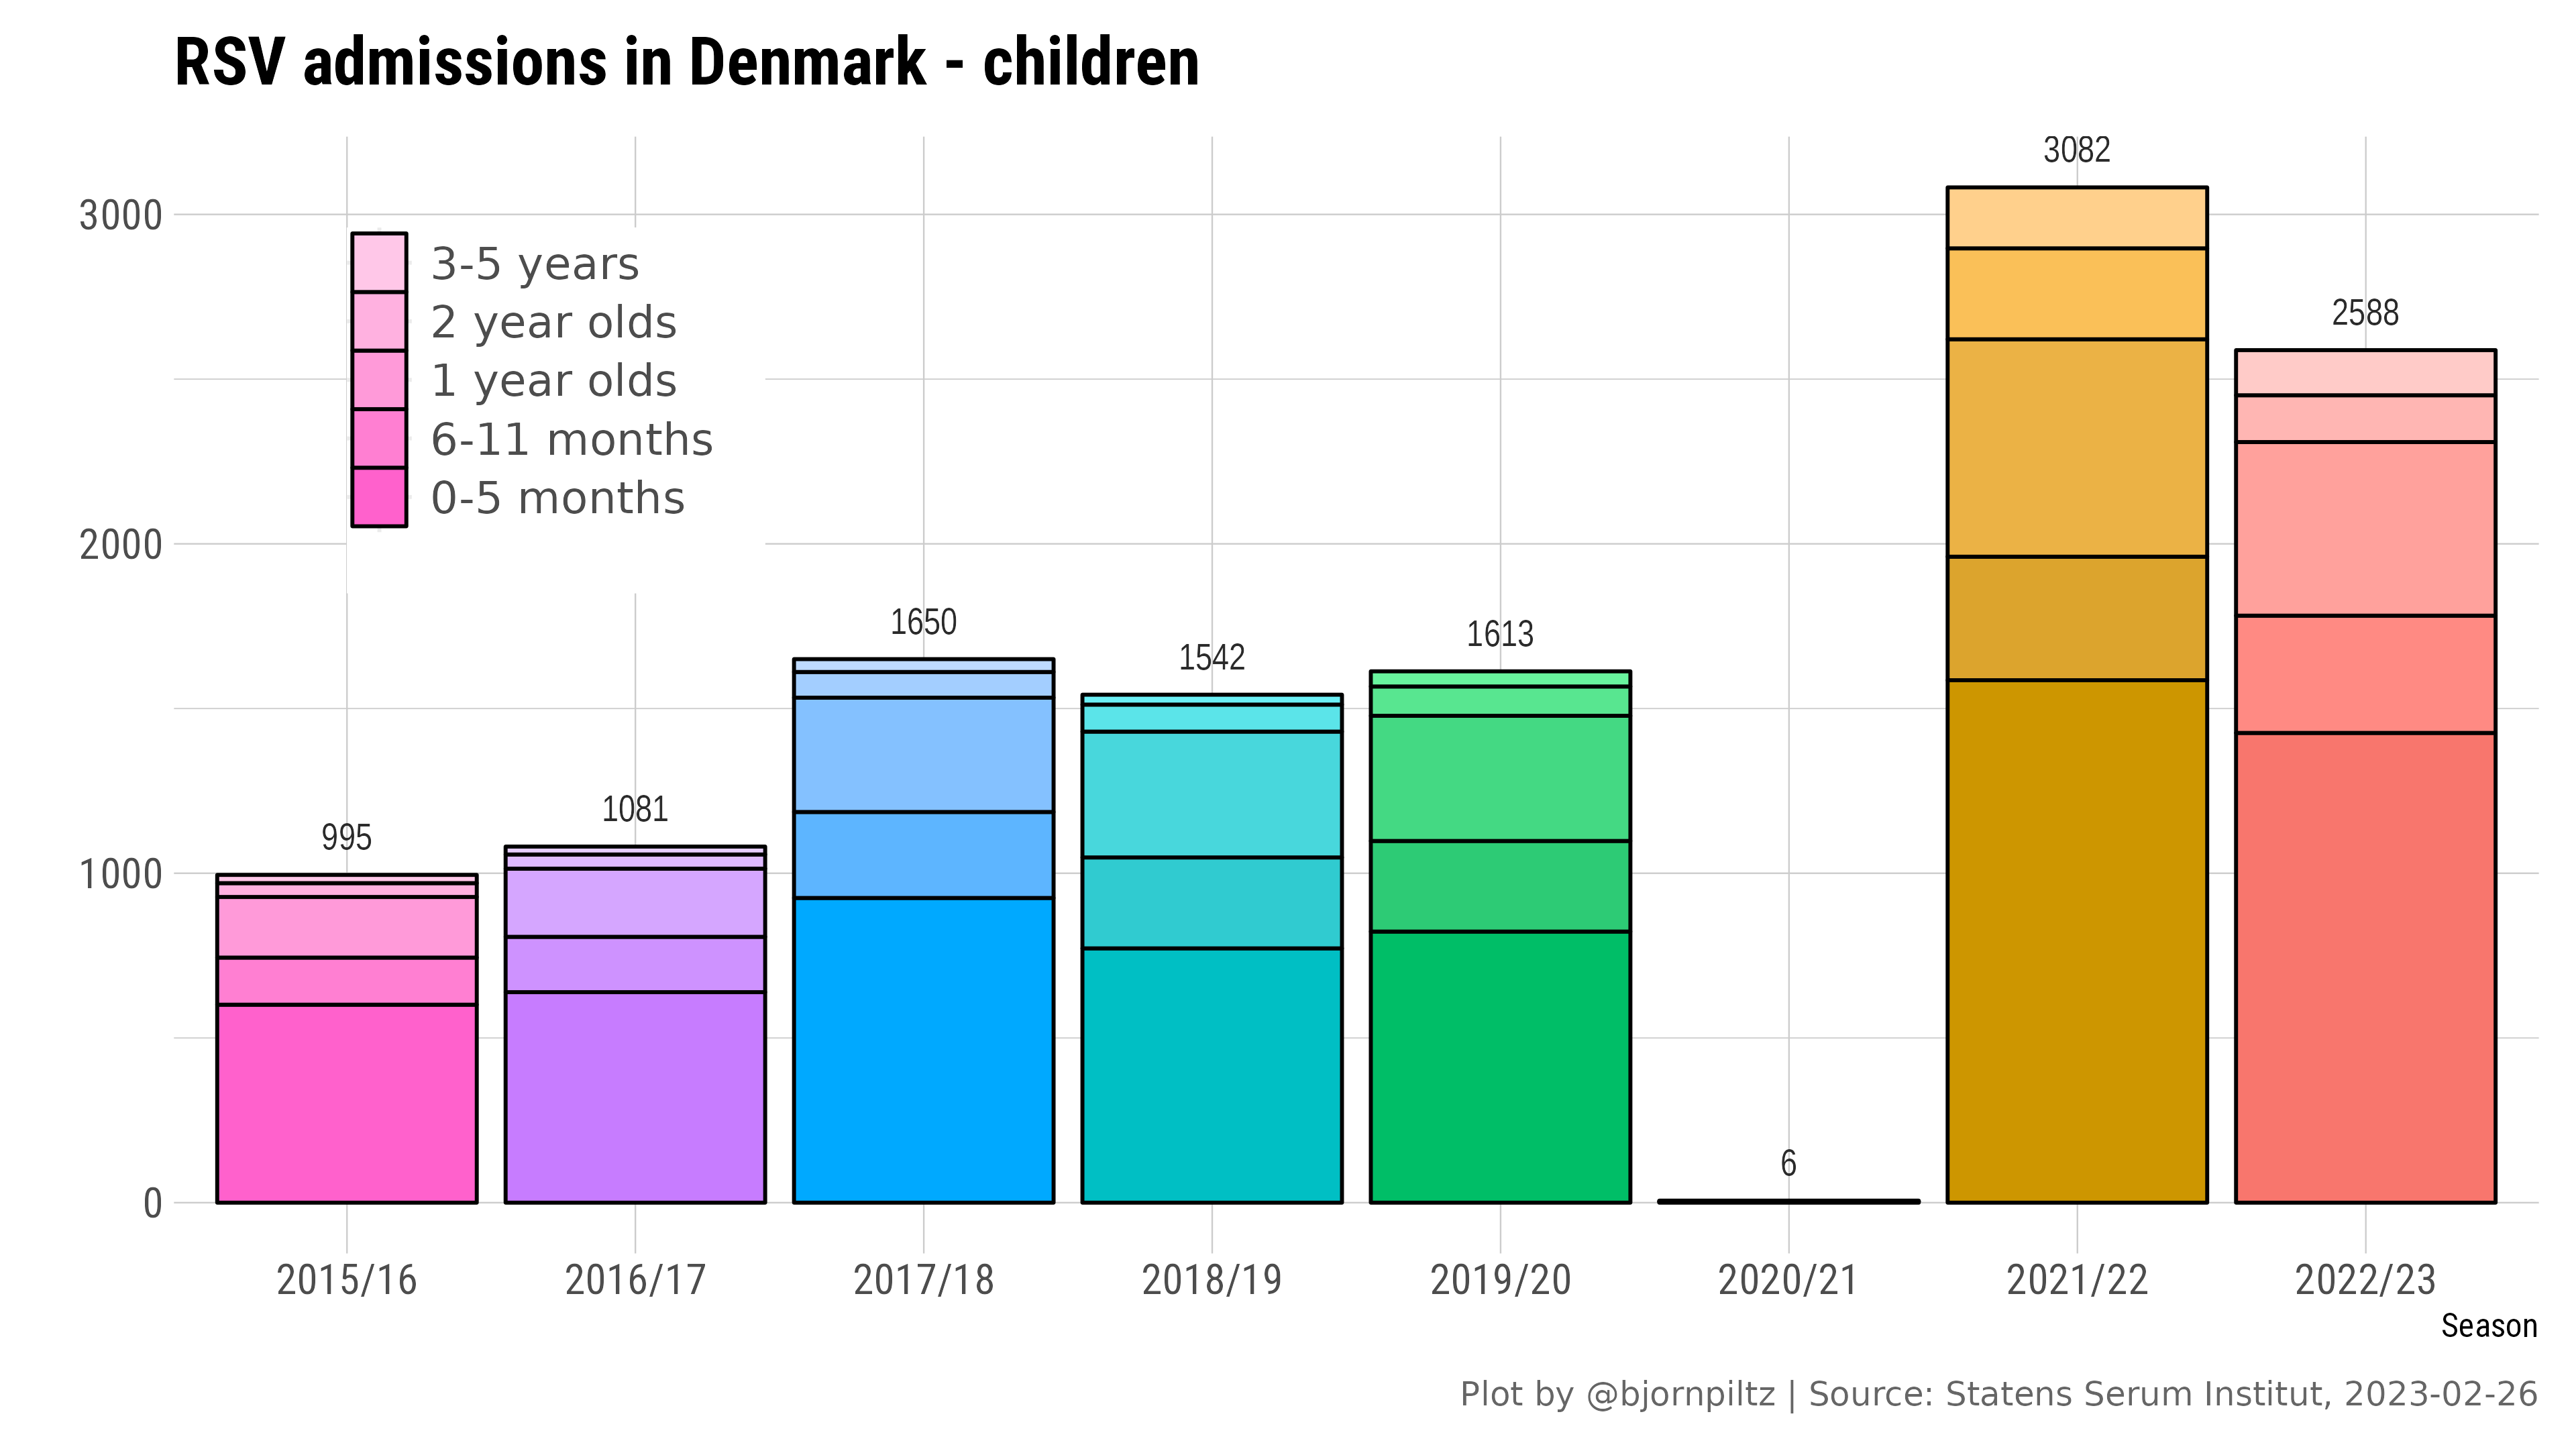 RSV admissions in Denmark - children
3082
3000
3-5 years
2588
2 year olds
1 year olds
6-11 months
0-5 months
2000
1650
1613
1542
1081
995
1000
6
0
2015/16 2016/17 2017/18 2018/19 2019/20 2020/21 2021/22 2022/23
Season
Plot by @bjornpiltz | Source: Statens Serum Institut, 2023-02-26